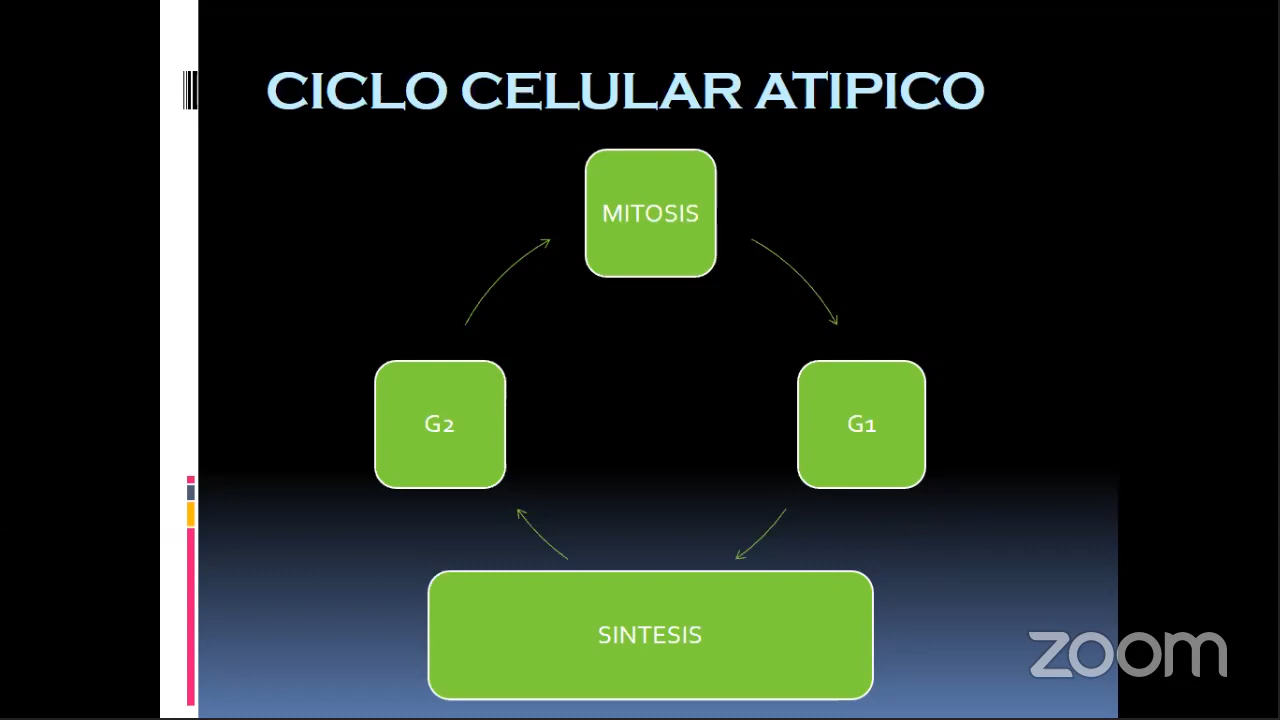 CICLO CELULAR ATIPICO
MITOSIS
G2
G1
SINTESIS
zoom